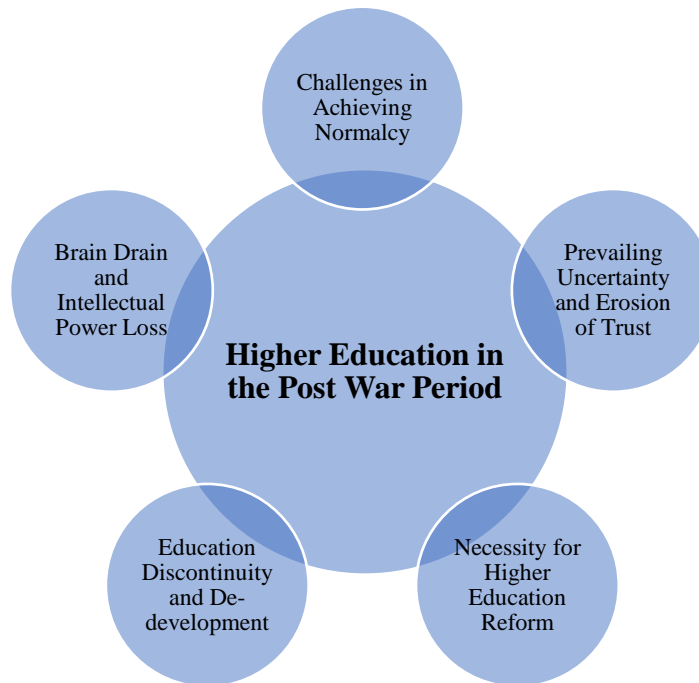 Challenges in
Achieving
Normalcy
Brain Drain
and
Intellectual
Power Loss
Prevailing
Uncertainty
and Erosion
of Trust
Higher Education in
the Post War Period
Education
Discontinuity
and De-
development
Necessity for
Higher
Education
Reform